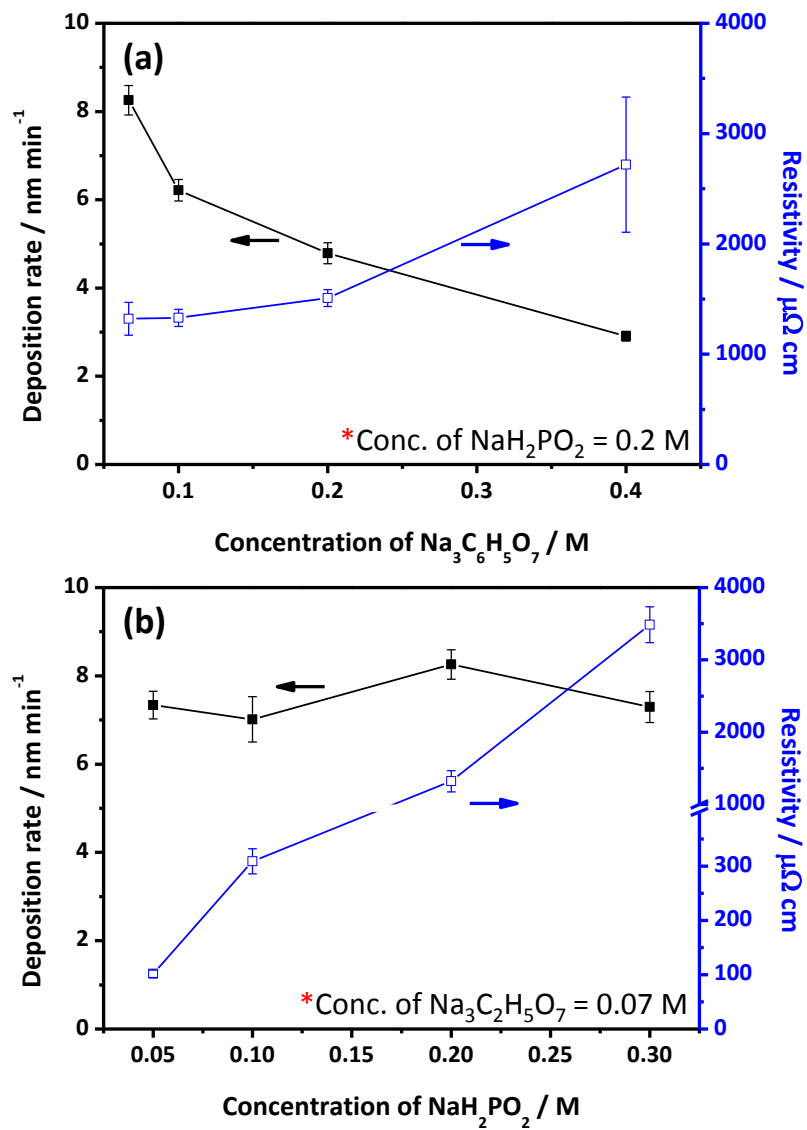 (a)
Deposition rate / nm min⁻¹
10
8
6
4
2
0
4000
3000
2000
1000
0
Resistivity / μΩ cm
*Conc. of NaH₂PO₂ = 0.2 M
0.1 0.2 0.3 0.4
Concentration of Na₃C₆H₅O₇ / M
(b)
Deposition rate / nm min⁻¹
10
8
6
4
2
0
4000
3000
2000
1000
300
200
100
0
Resistivity / μΩ cm
*Conc. of Na₃C₂H₅O₇ = 0.07 M
0.05 0.10 0.15 0.20 0.25 0.30
Concentration of NaH₂PO₂ / M